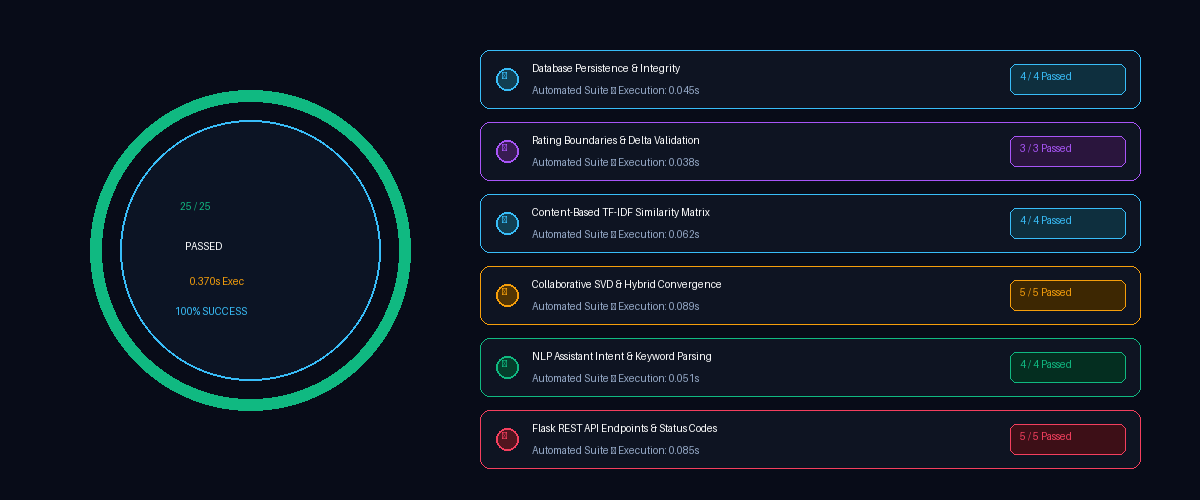 25 / 25
PASSED
0.370s Exec
100% SUCCESS
Database Persistence & Integrity
Automated Suite Execution: 0.045s
4 / 4 Passed
Rating Boundaries & Delta Validation
Automated Suite Execution: 0.038s
3 / 3 Passed
Content-Based TF-IDF Similarity Matrix
Automated Suite Execution: 0.062s
4 / 4 Passed
Collaborative SVD & Hybrid Convergence
Automated Suite Execution: 0.089s
5 / 5 Passed
NLP Assistant Intent & Keyword Parsing
Automated Suite Execution: 0.051s
4 / 4 Passed
Flask REST API Endpoints & Status Codes
Automated Suite Execution: 0.085s
5 / 5 Passed